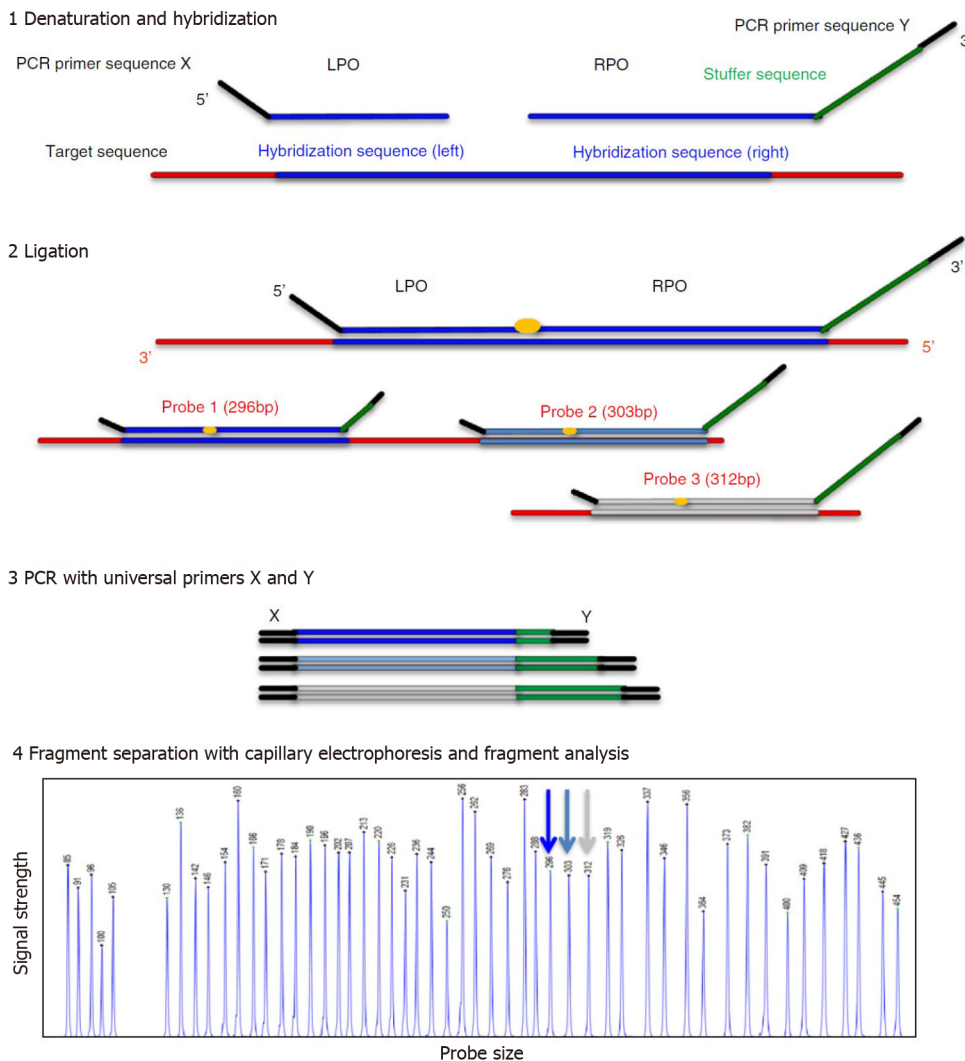 1 Denaturation and hybridization
PCR primer sequence Y
3
PCR primer sequence X
LPO
RPO
Stuffer sequence
5'
Target sequence
Hybridization sequence (left)
Hybridization sequence (right)
2 Ligation
5'
LPO
RPO
3'
3'
5'
Probe 1 (296bp)
Probe 2 (303bp)
Probe 3 (312bp)
3 PCR with universal primers X and Y
X
Y
4 Fragment separation with capillary electrophoresis and fragment analysis
Signal strength
85
91
96
100
105
130
136
142
146
154
160
166
171
178
184
190
196
202
207
213
220
226
231
236
244
250
256
262
269
276
283
288
296
303
312
319
326
337
346
356
364
373
382
391
400
409
418
427
436
445
454
Probe size